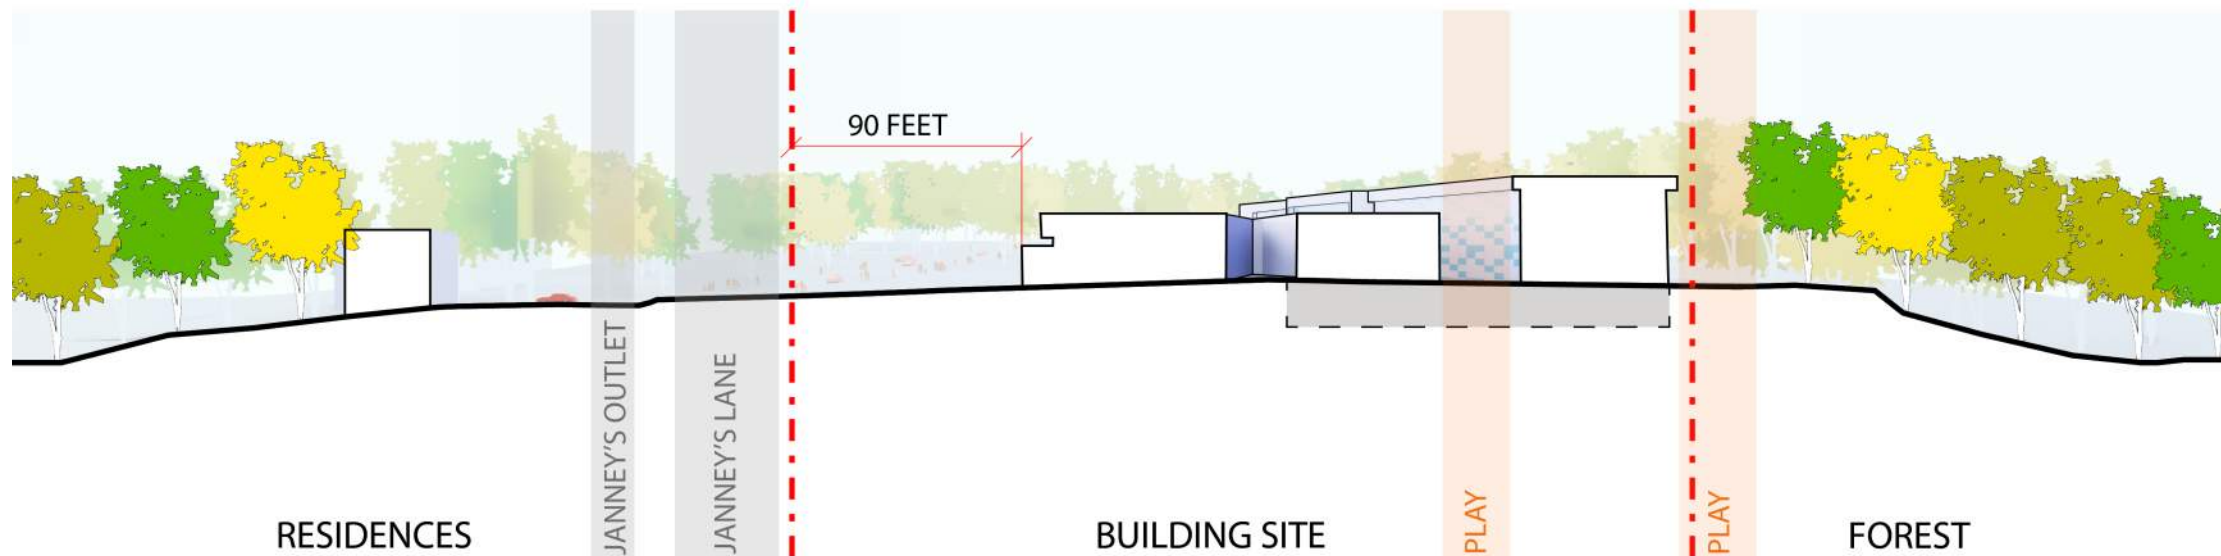 90 FEET
JANNEY'S OUTLET
JANNEY'S LANE
PLAY
PLAY
RESIDENCES
BUILDING SITE
FOREST